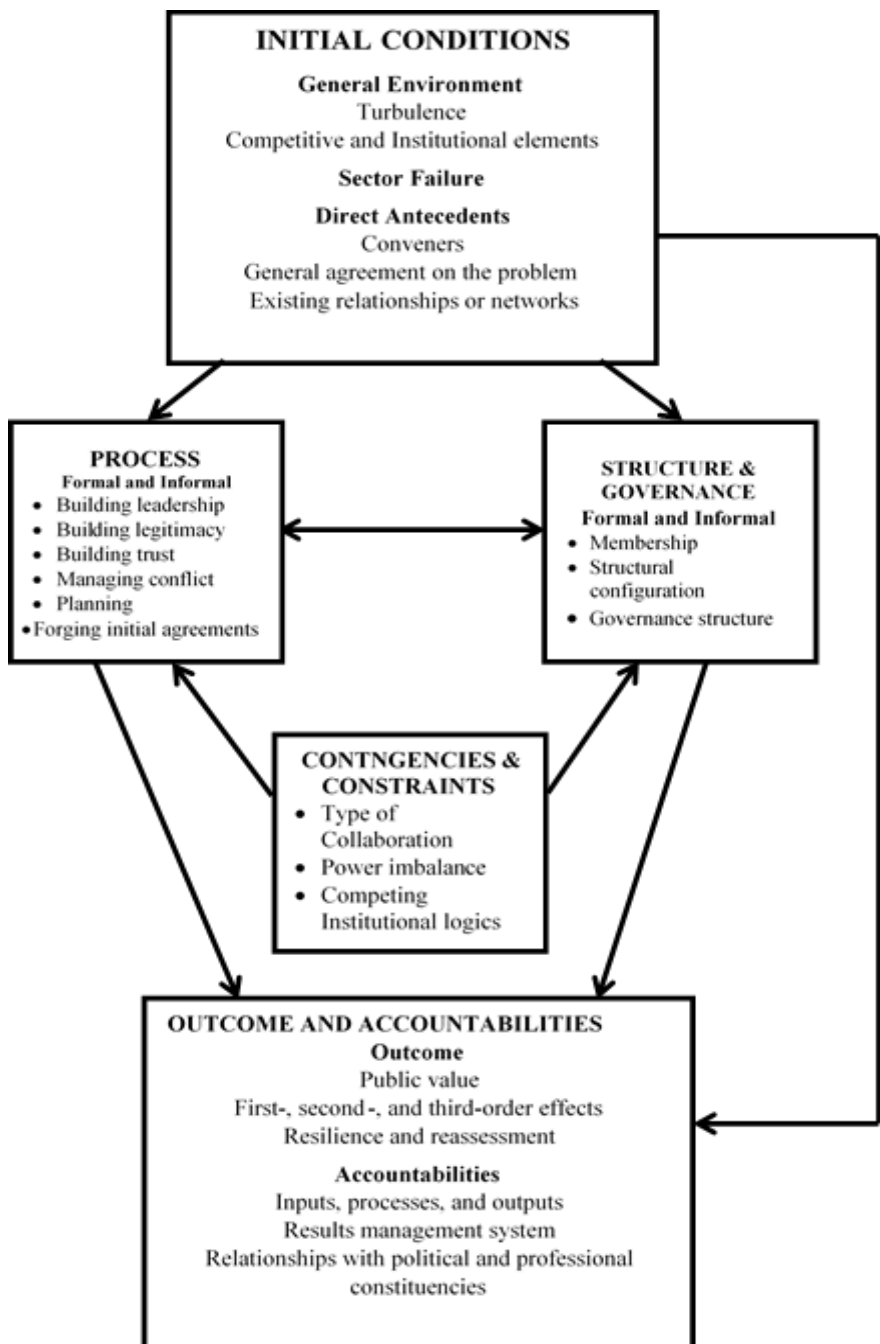 INITIAL CONDITIONS
General Environment
Turbulence
Competitive and Institutional elements
Sector Failure
Direct Antecedents
Conveners
General agreement on the problem
Existing relationships or networks
PROCESS
Formal and Informal
• Building leadership
• Building legitimacy
• Building trust
• Managing conflict
• Planning
•Forging initial agreements
STRUCTURE &
GOVERNANCE
Formal and Informal
• Membership
• Structural
configuration
• Governance structure
CONTNGENCIES &
CONSTRAINTS
• Type of
Collaboration
• Power imbalance
• Competing
Institutional logics
OUTCOME AND ACCOUNTABILITIES
Outcome
Public value
First-, second -, and third-order effects
Resilience and reassessment
Accountabilities
Inputs, processes, and outputs
Results management system
Relationships with political and professional
constituencies